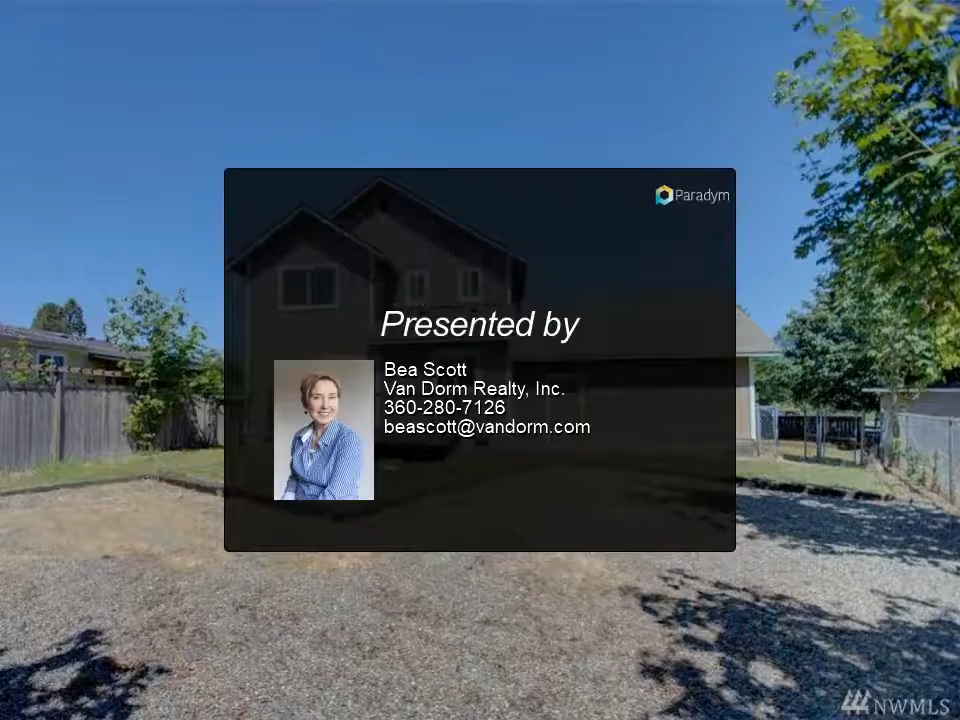 Paradym
Presented by
Bea Scott
Van Dorm Realty, Inc.
360-280-7126
beascott@vandorm.com
NWMLS